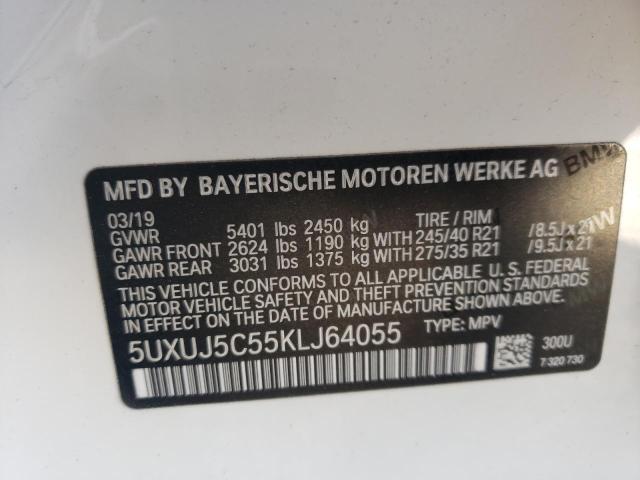 MFD BY BAYERISCHE MOTOREN WERKE AG
BMW
03/19 TIRE / RIM
GVWR 5401 lbs 2450 kg
GAWR FRONT 2624 lbs 1190 kg WITH 245/40 R21 /8.5J x 21
GAWR REAR 3031 lbs 1375 kg WITH 275/35 R21 /9.5J x 21
THIS VEHICLE CONFORMS TO ALL APPLICABLE U. S. FEDERAL
MOTOR VEHICLE SAFETY AND THEFT PREVENTION STANDARDS
IN EFFECT ON THE DATE OF MANUFACTURE SHOWN ABOVE.
5UXUJ5C55KLJ64055 TYPE: MPV
300U
7 320 730